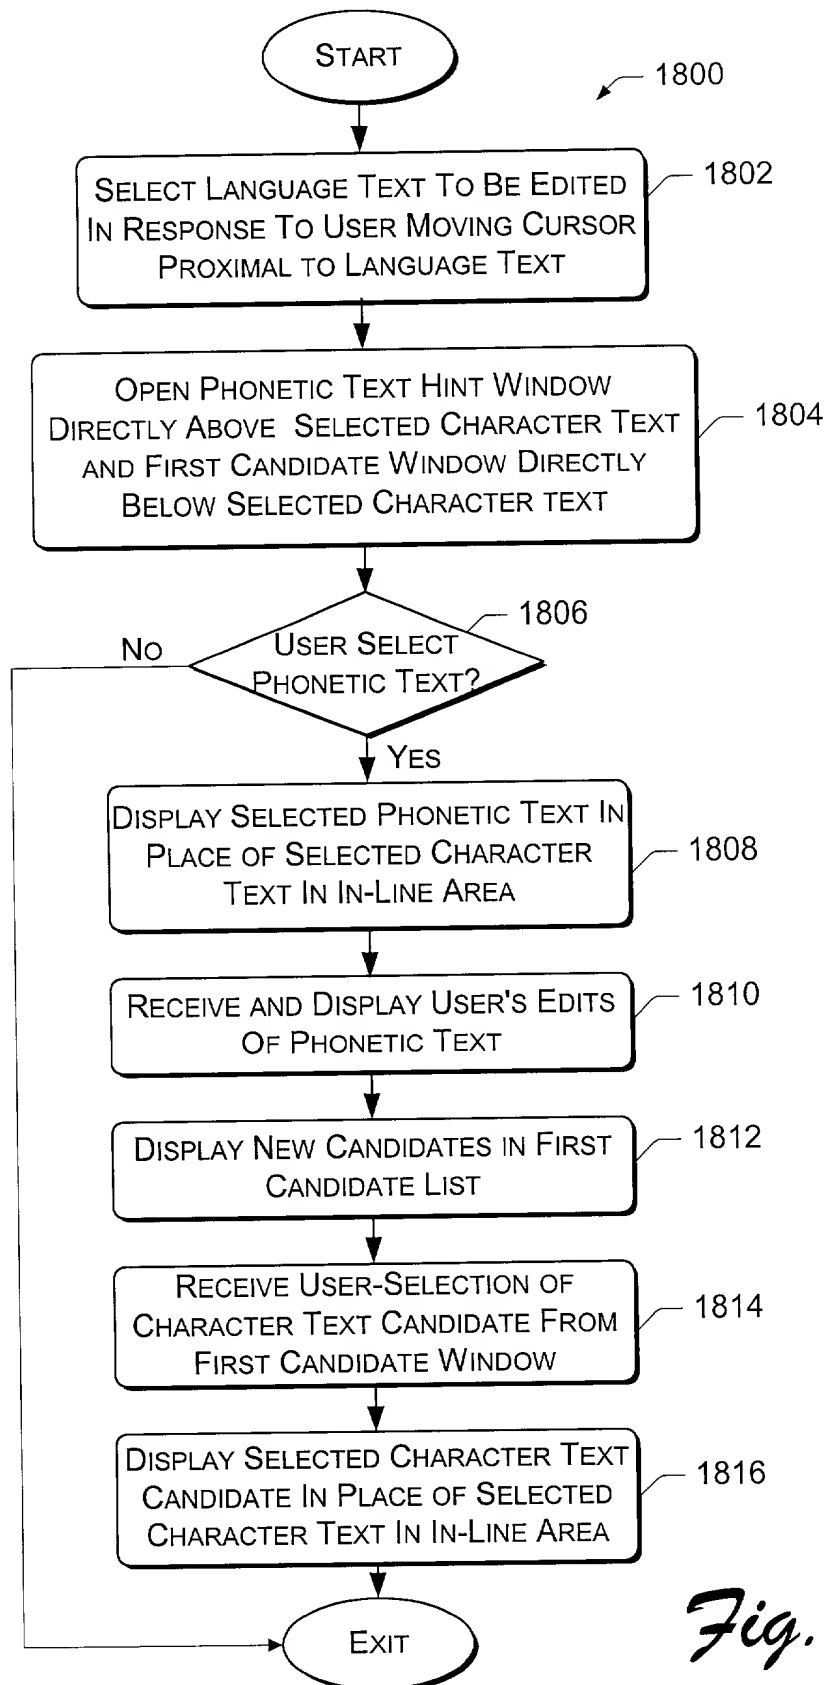 START
1800
SELECT LANGUAGE TEXT TO BE EDITED
IN RESPONSE TO USER MOVING CURSOR
PROXIMAL TO LANGUAGE TEXT
1802
OPEN PHONETIC TEXT HINT WINDOW
DIRECTLY ABOVE SELECTED CHARACTER TEXT
AND FIRST CANDIDATE WINDOW DIRECTLY
BELOW SELECTED CHARACTER TEXT
1804
USER SELECT
PHONETIC TEXT?
1806
NO
YES
DISPLAY SELECTED PHONETIC TEXT IN
PLACE OF SELECTED CHARACTER
TEXT IN IN-LINE AREA
1808
RECEIVE AND DISPLAY USER'S EDITS
OF PHONETIC TEXT
1810
DISPLAY NEW CANDIDATES IN FIRST
CANDIDATE LIST
1812
RECEIVE USER-SELECTION OF
CHARACTER TEXT CANDIDATE FROM
FIRST CANDIDATE WINDOW
1814
DISPLAY SELECTED CHARACTER TEXT
CANDIDATE IN PLACE OF SELECTED
CHARACTER TEXT IN IN-LINE AREA
1816
EXIT
Fig.